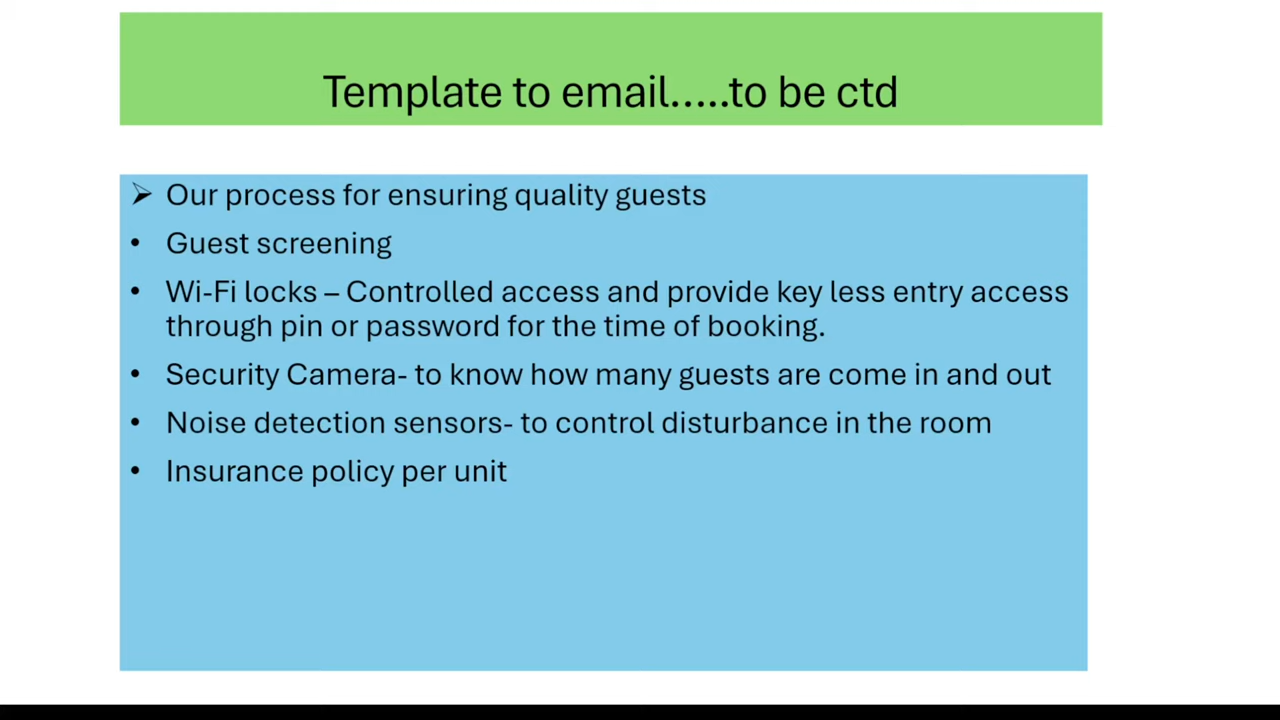 Template to email.....to be ctd
➢ Our process for ensuring quality guests
• Guest screening
• Wi-Fi locks – Controlled access and provide key less entry access
through pin or password for the time of booking.
• Security Camera- to know how many guests are come in and out
• Noise detection sensors- to control disturbance in the room
• Insurance policy per unit